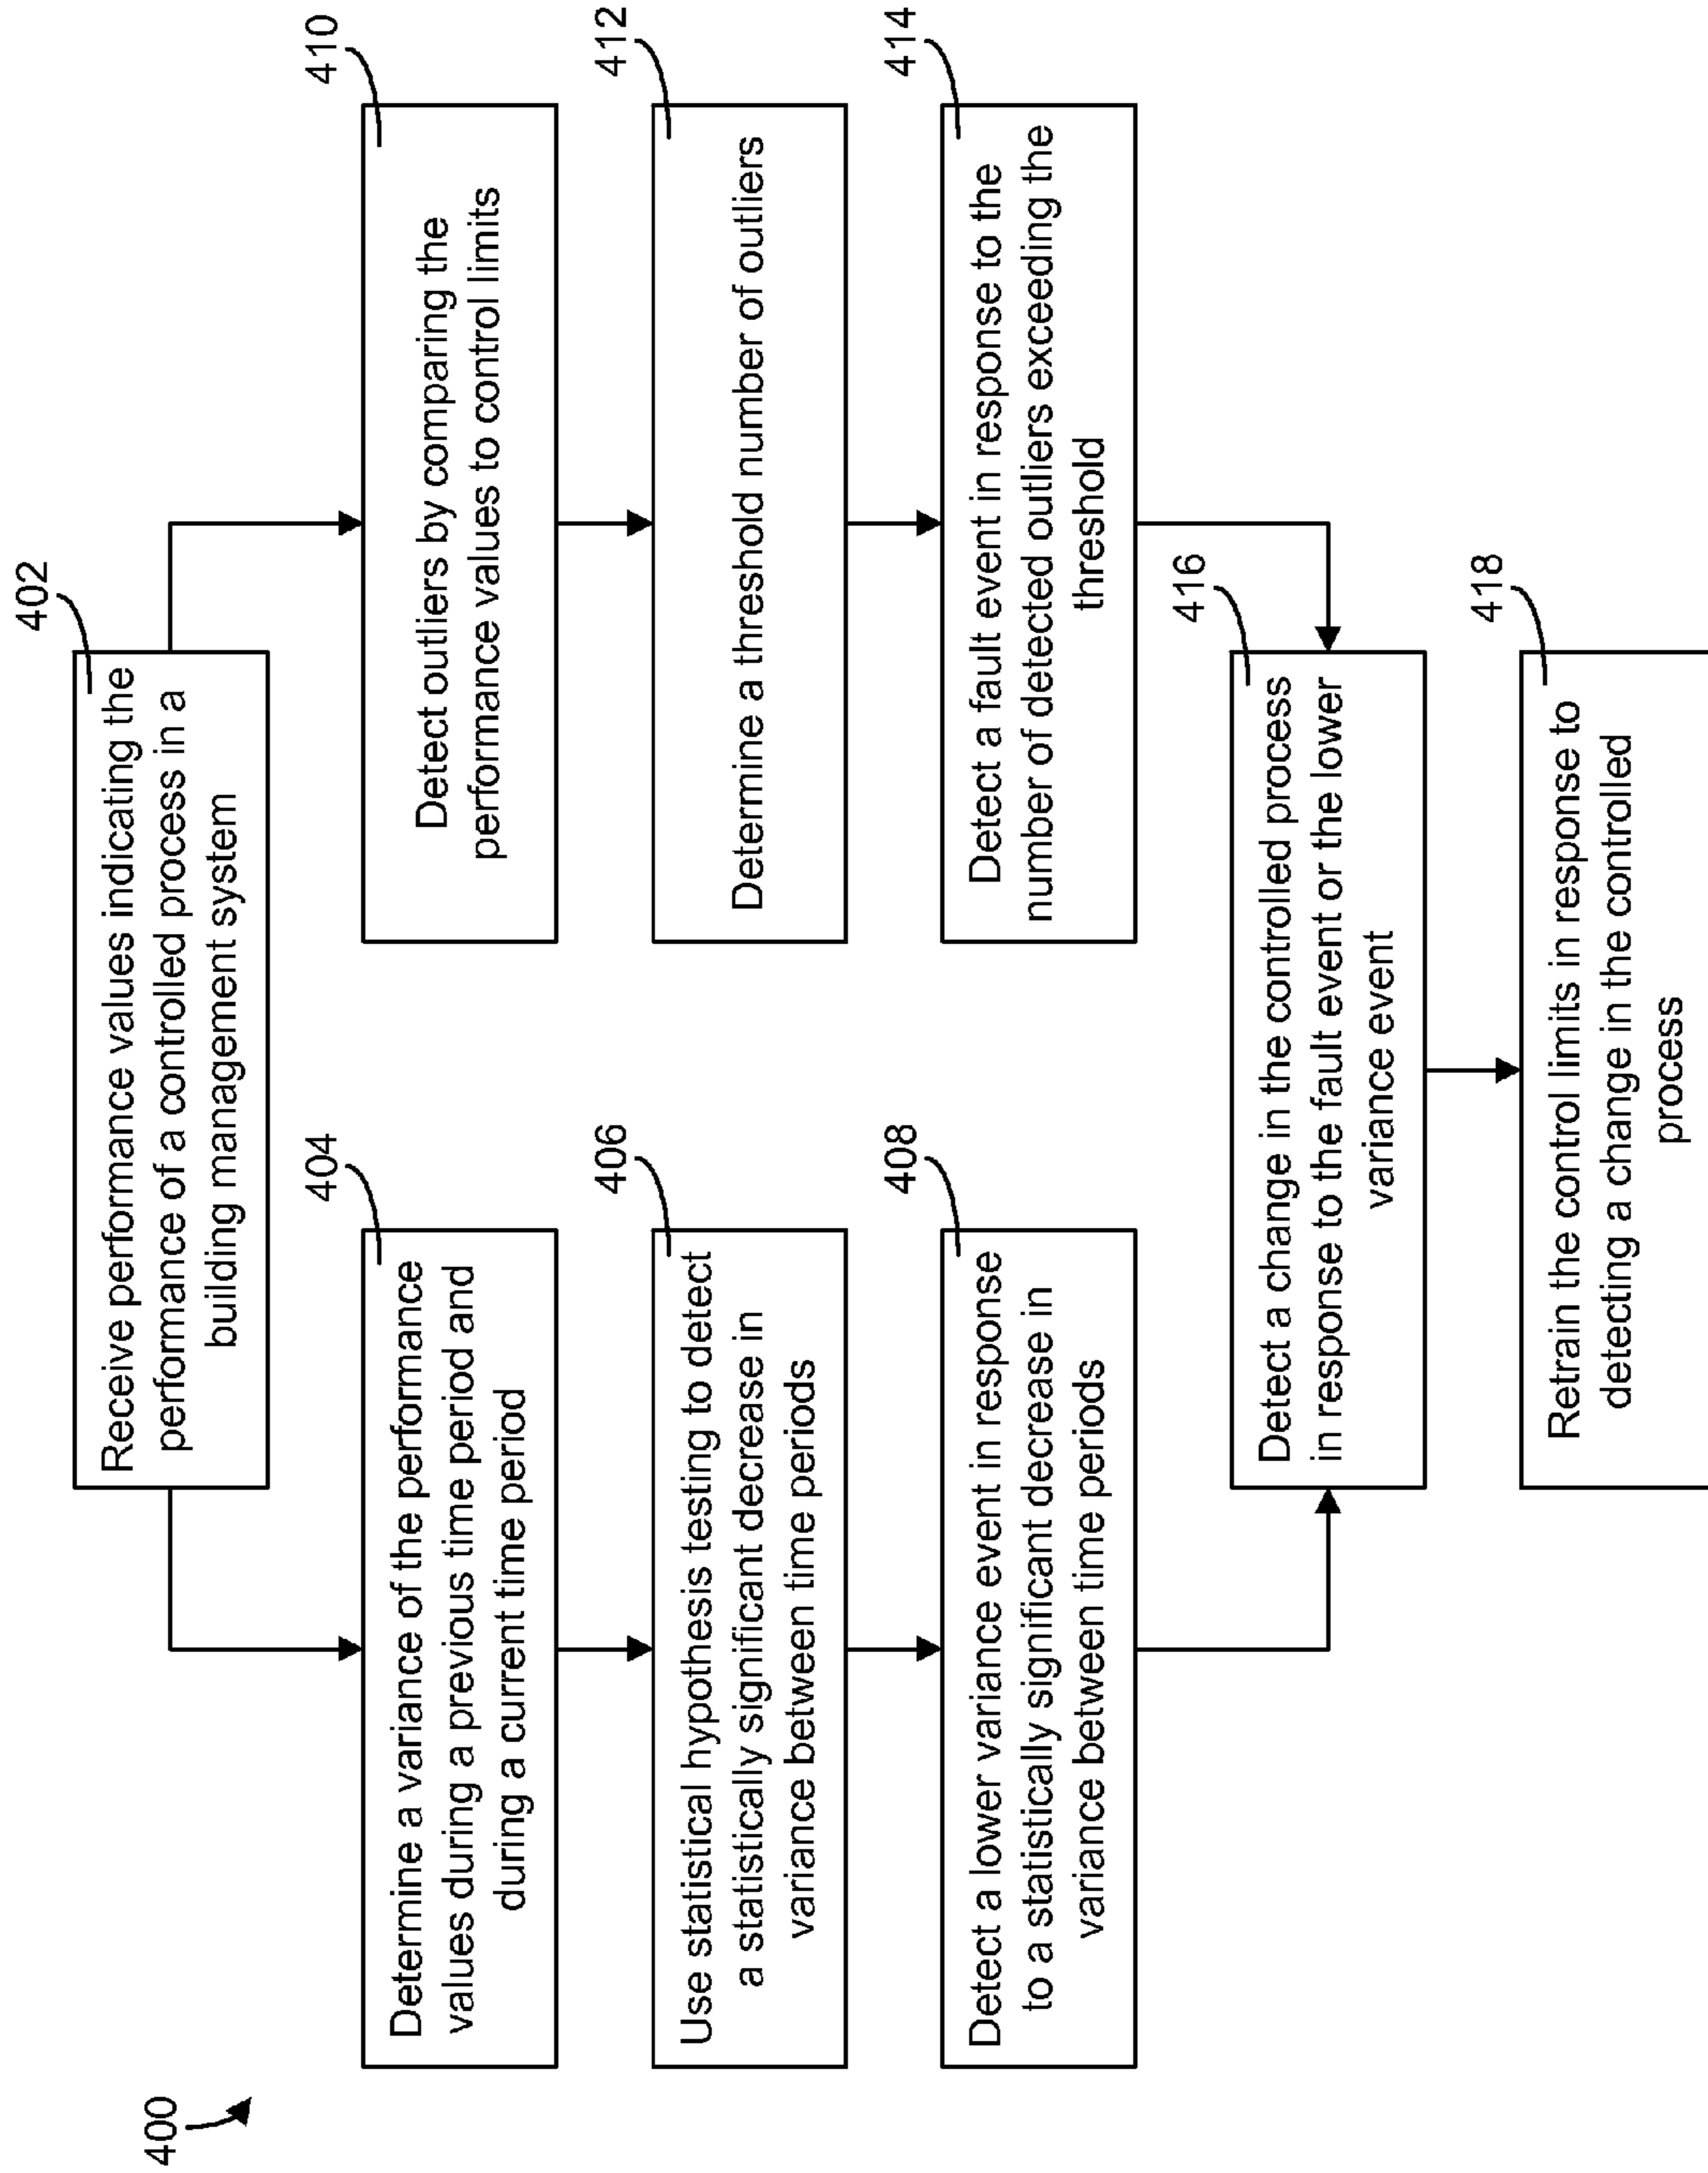 400
402
Receive performance values indicating the
performance of a controlled process in a
building management system
404
Determine a variance of the performance
values during a previous time period and
during a current time period
406
Use statistical hypothesis testing to detect
a statistically significant decrease in
variance between time periods
408
Detect a lower variance event in response
to a statistically significant decrease in
variance between time periods
410
Detect outliers by comparing the
performance values to control limits
412
Determine a threshold number of outliers
414
Detect a fault event in response to the
number of detected outliers exceeding the
threshold
416
Detect a change in the controlled process
in response to the fault event or the lower
variance event
418
Retrain the control limits in response to
detecting a change in the controlled
process